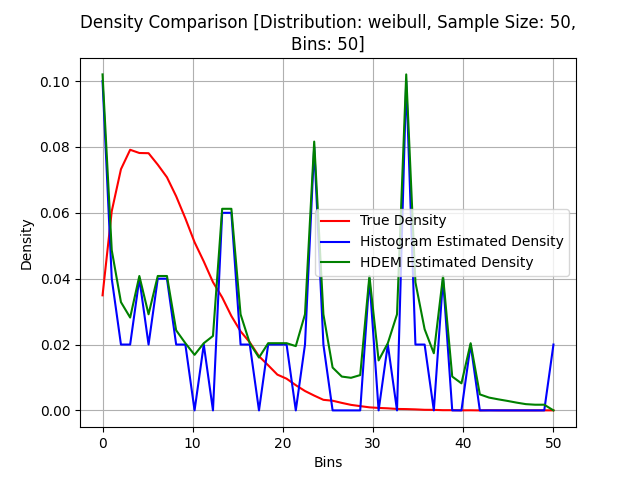 Density Comparison [Distribution: weibull, Sample Size: 50,
Bins: 50]
0.10
0.08
0.06
0.04
0.02
0.00
Density
True Density
Histogram Estimated Density
HDEM Estimated Density
0 10 20 30 40 50
Bins